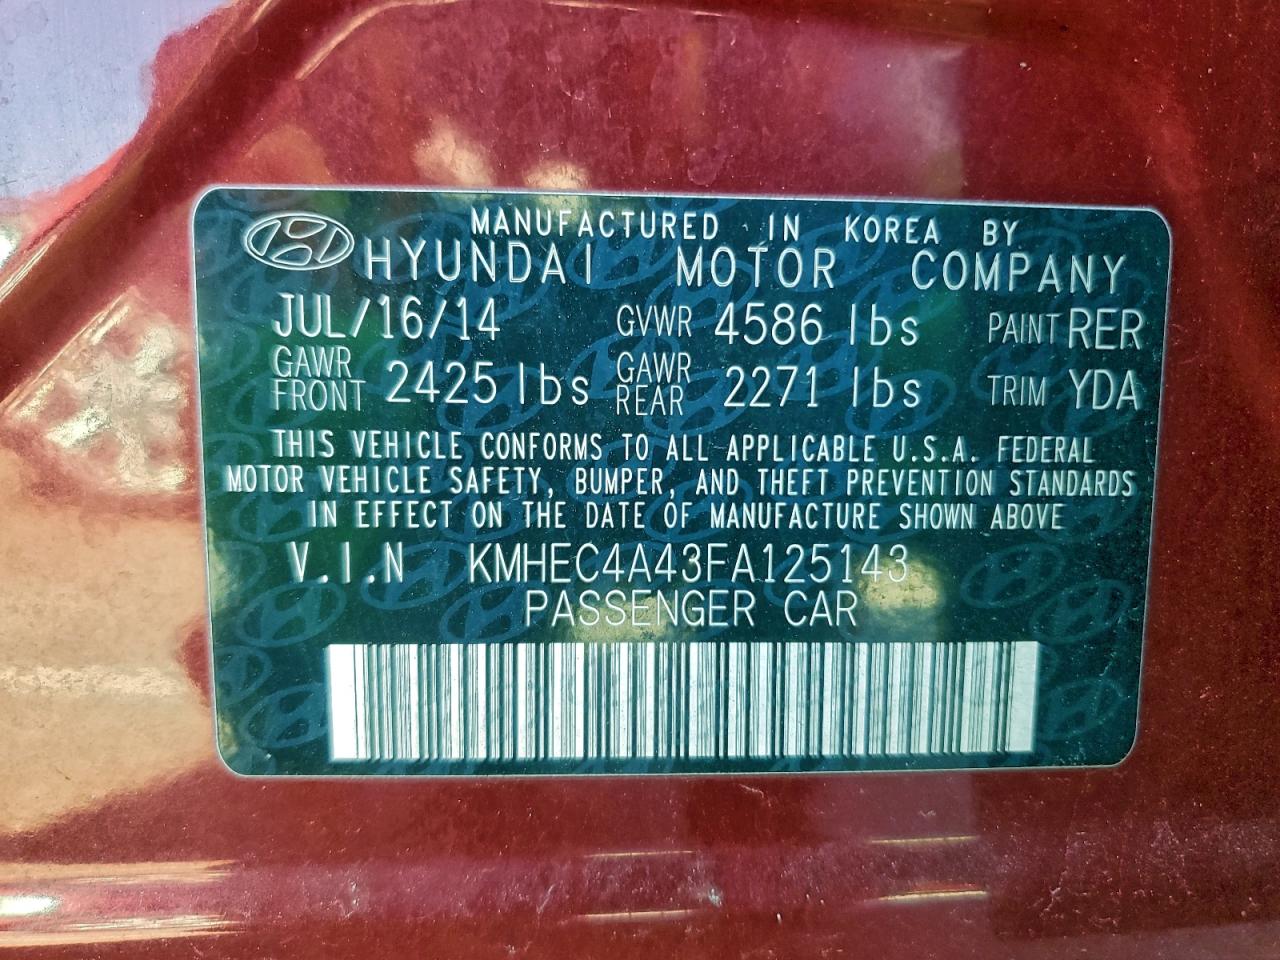 MANUFACTURED IN KOREA BY
HYUNDAI MOTOR COMPANY
JUL/16/14 GVWR 4586 lbs PAINT RER
GAWR FRONT 2425 lbs GAWR REAR 2271 lbs TRIM YDA
THIS VEHICLE CONFORMS TO ALL APPLICABLE U.S.A. FEDERAL
MOTOR VEHICLE SAFETY, BUMPER, AND THEFT PREVENTION STANDARDS
IN EFFECT ON THE DATE OF MANUFACTURE SHOWN ABOVE
V.I.N KMHEC4A43FA125143
PASSENGER CAR